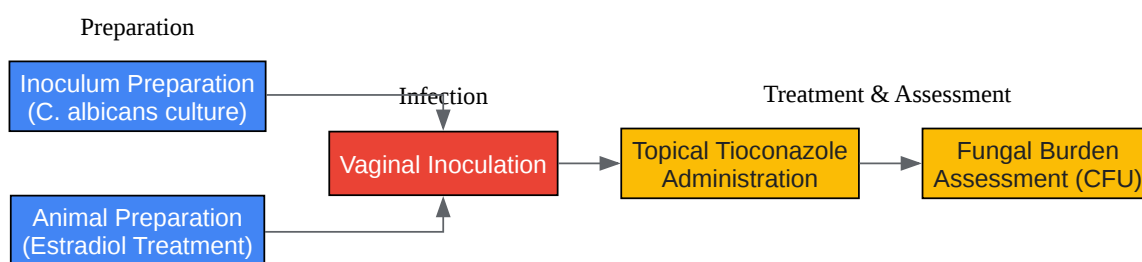 Preparation
Inoculum Preparation
(C. albicans culture)
Animal Preparation
(Estradiol Treatment)
Infection
Vaginal Inoculation
Treatment & Assessment
Topical Tioconazole
Administration
Fungal Burden
Assessment (CFU)